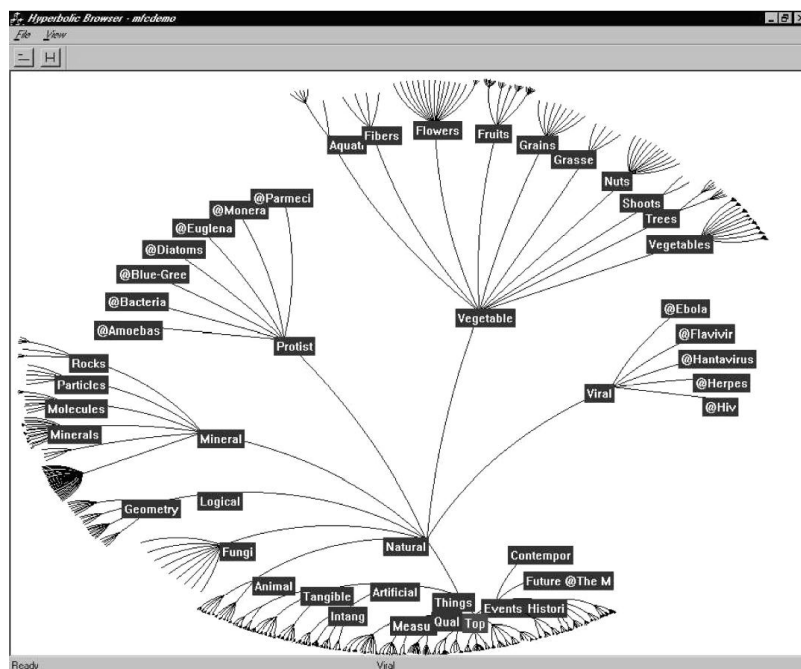 Hyperbolic Browser - mfcdemo
File View
Aquat
Fibers
Flowers
Fruits
Grains
Grasse
Nuts
Shoots
Trees
Vegetables
@Parmeci
@Monera
@Euglena
@Diatoms
@Blue-Gree
@Bacteria
@Amoebas
Protist
Vegetable
@Ebola
@Flavivir
@Hantavirus
@Herpes
@Hiv
Viral
Rocks
Particles
Molecules
Minerals
Mineral
Geometry
Logical
Fungi
Natural
Animal
Tangible
Artificial
Intang
Things
Measu
Qual
Top
Events
Histori
Contempor
Future
@The M
Ready
Viral